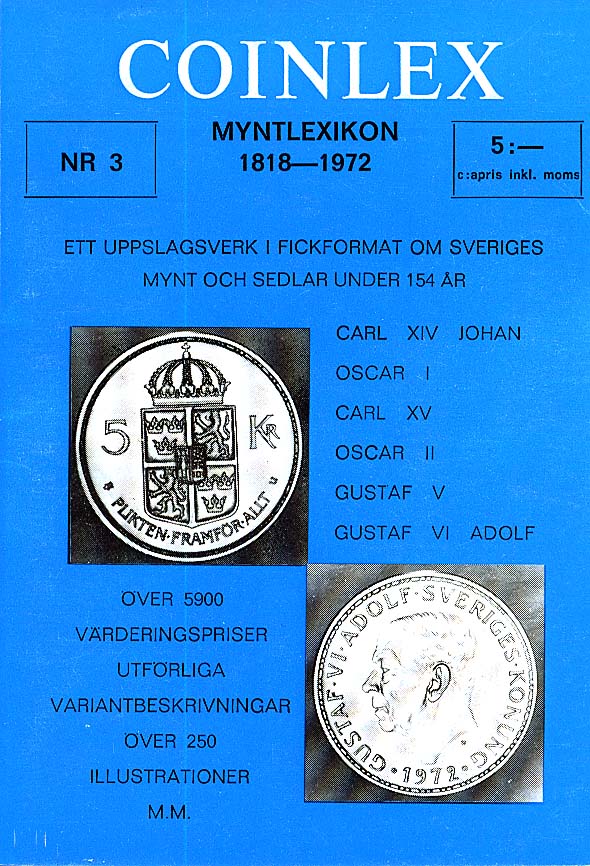 COINLEX
MYNTLEXIKON
1818—1972
NR 3
5:—
c:apris inkl. moms
ETT UPPSLAGSVERK I FICKFORMAT OM SVERIGES
MYNT OCH SEDLAR UNDER 154 ÅR
CARL XIV JOHAN
OSCAR I
CARL XV
OSCAR II
GUSTAF V
GUSTAF VI ADOLF
5 KR
PLIKTEN·FRAMFÖR·ALLT
U
ÖVER 5900
VÄRDERINGSPRISER
UTFÖRLIGA
VARIANTBESKRIVNINGAR
ÖVER 250
ILLUSTRATIONER
M.M.
GUSTAF·VI·ADOLF·SVERIGES·KONUNG
·1972·